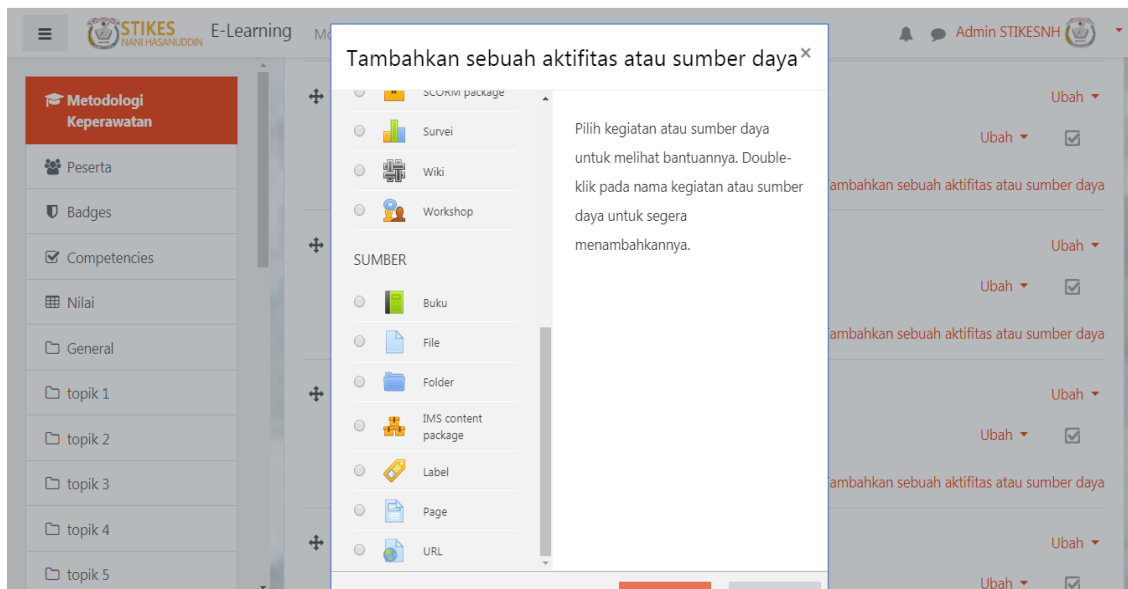 STIKES
NANI HASANUDDIN
E-Learning
Admin STIKESNH
Tambahkan sebuah aktifitas atau sumber daya
Metodologi
Keperawatan
Peserta
Badges
Competencies
Nilai
General
topik 1
topik 2
topik 3
topik 4
topik 5
SCORM package
Survei
Wiki
Workshop
SUMBER
Buku
File
Folder
IMS content
package
Label
Page
URL
Pilih kegiatan atau sumber daya
untuk melihat bantuannya. Double-
klik pada nama kegiatan atau sumber
daya untuk segera
menambahkannya.
Ubah
Ubah
ambahkan sebuah aktifitas atau sumber daya
Ubah
Ubah
ambahkan sebuah aktifitas atau sumber daya
Ubah
Ubah
ambahkan sebuah aktifitas atau sumber daya
Ubah
Ubah